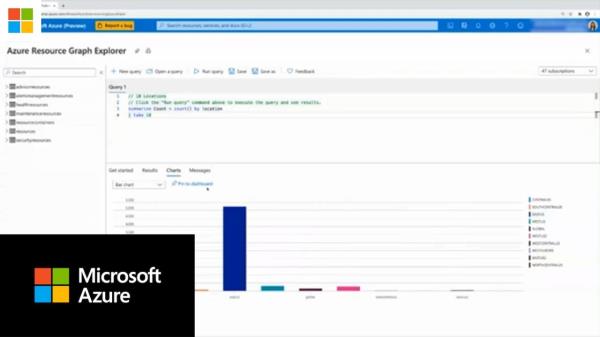 soft Azure (Preview)
Report a bug
Search resources, services, and docs (G+/)
Azure Resource Graph Explorer
Search
advisorresources
alertsmanagementresources
healthresources
maintenanceresources
resourcecontainers
resources
securityresources
New query
Open a query
Run query
Save
Save as
Feedback
47 subscriptions
Query 1
1 // 10 Locations
2 // Click the "Run query" command above to execute the query and see results.
3 summarize Count = count() by location
4 | take 10
Get started
Results
Charts
Messages
Bar chart
Pin to dashboard
CENTRALUS
SOUTHCENTRALUS
EASTUS
WESTUS
GLOBAL
WESTUS2
WESTCENTRALUS
EASTUS2
NORTHCENTRALUS
eastus
global
Microsoft
Azure